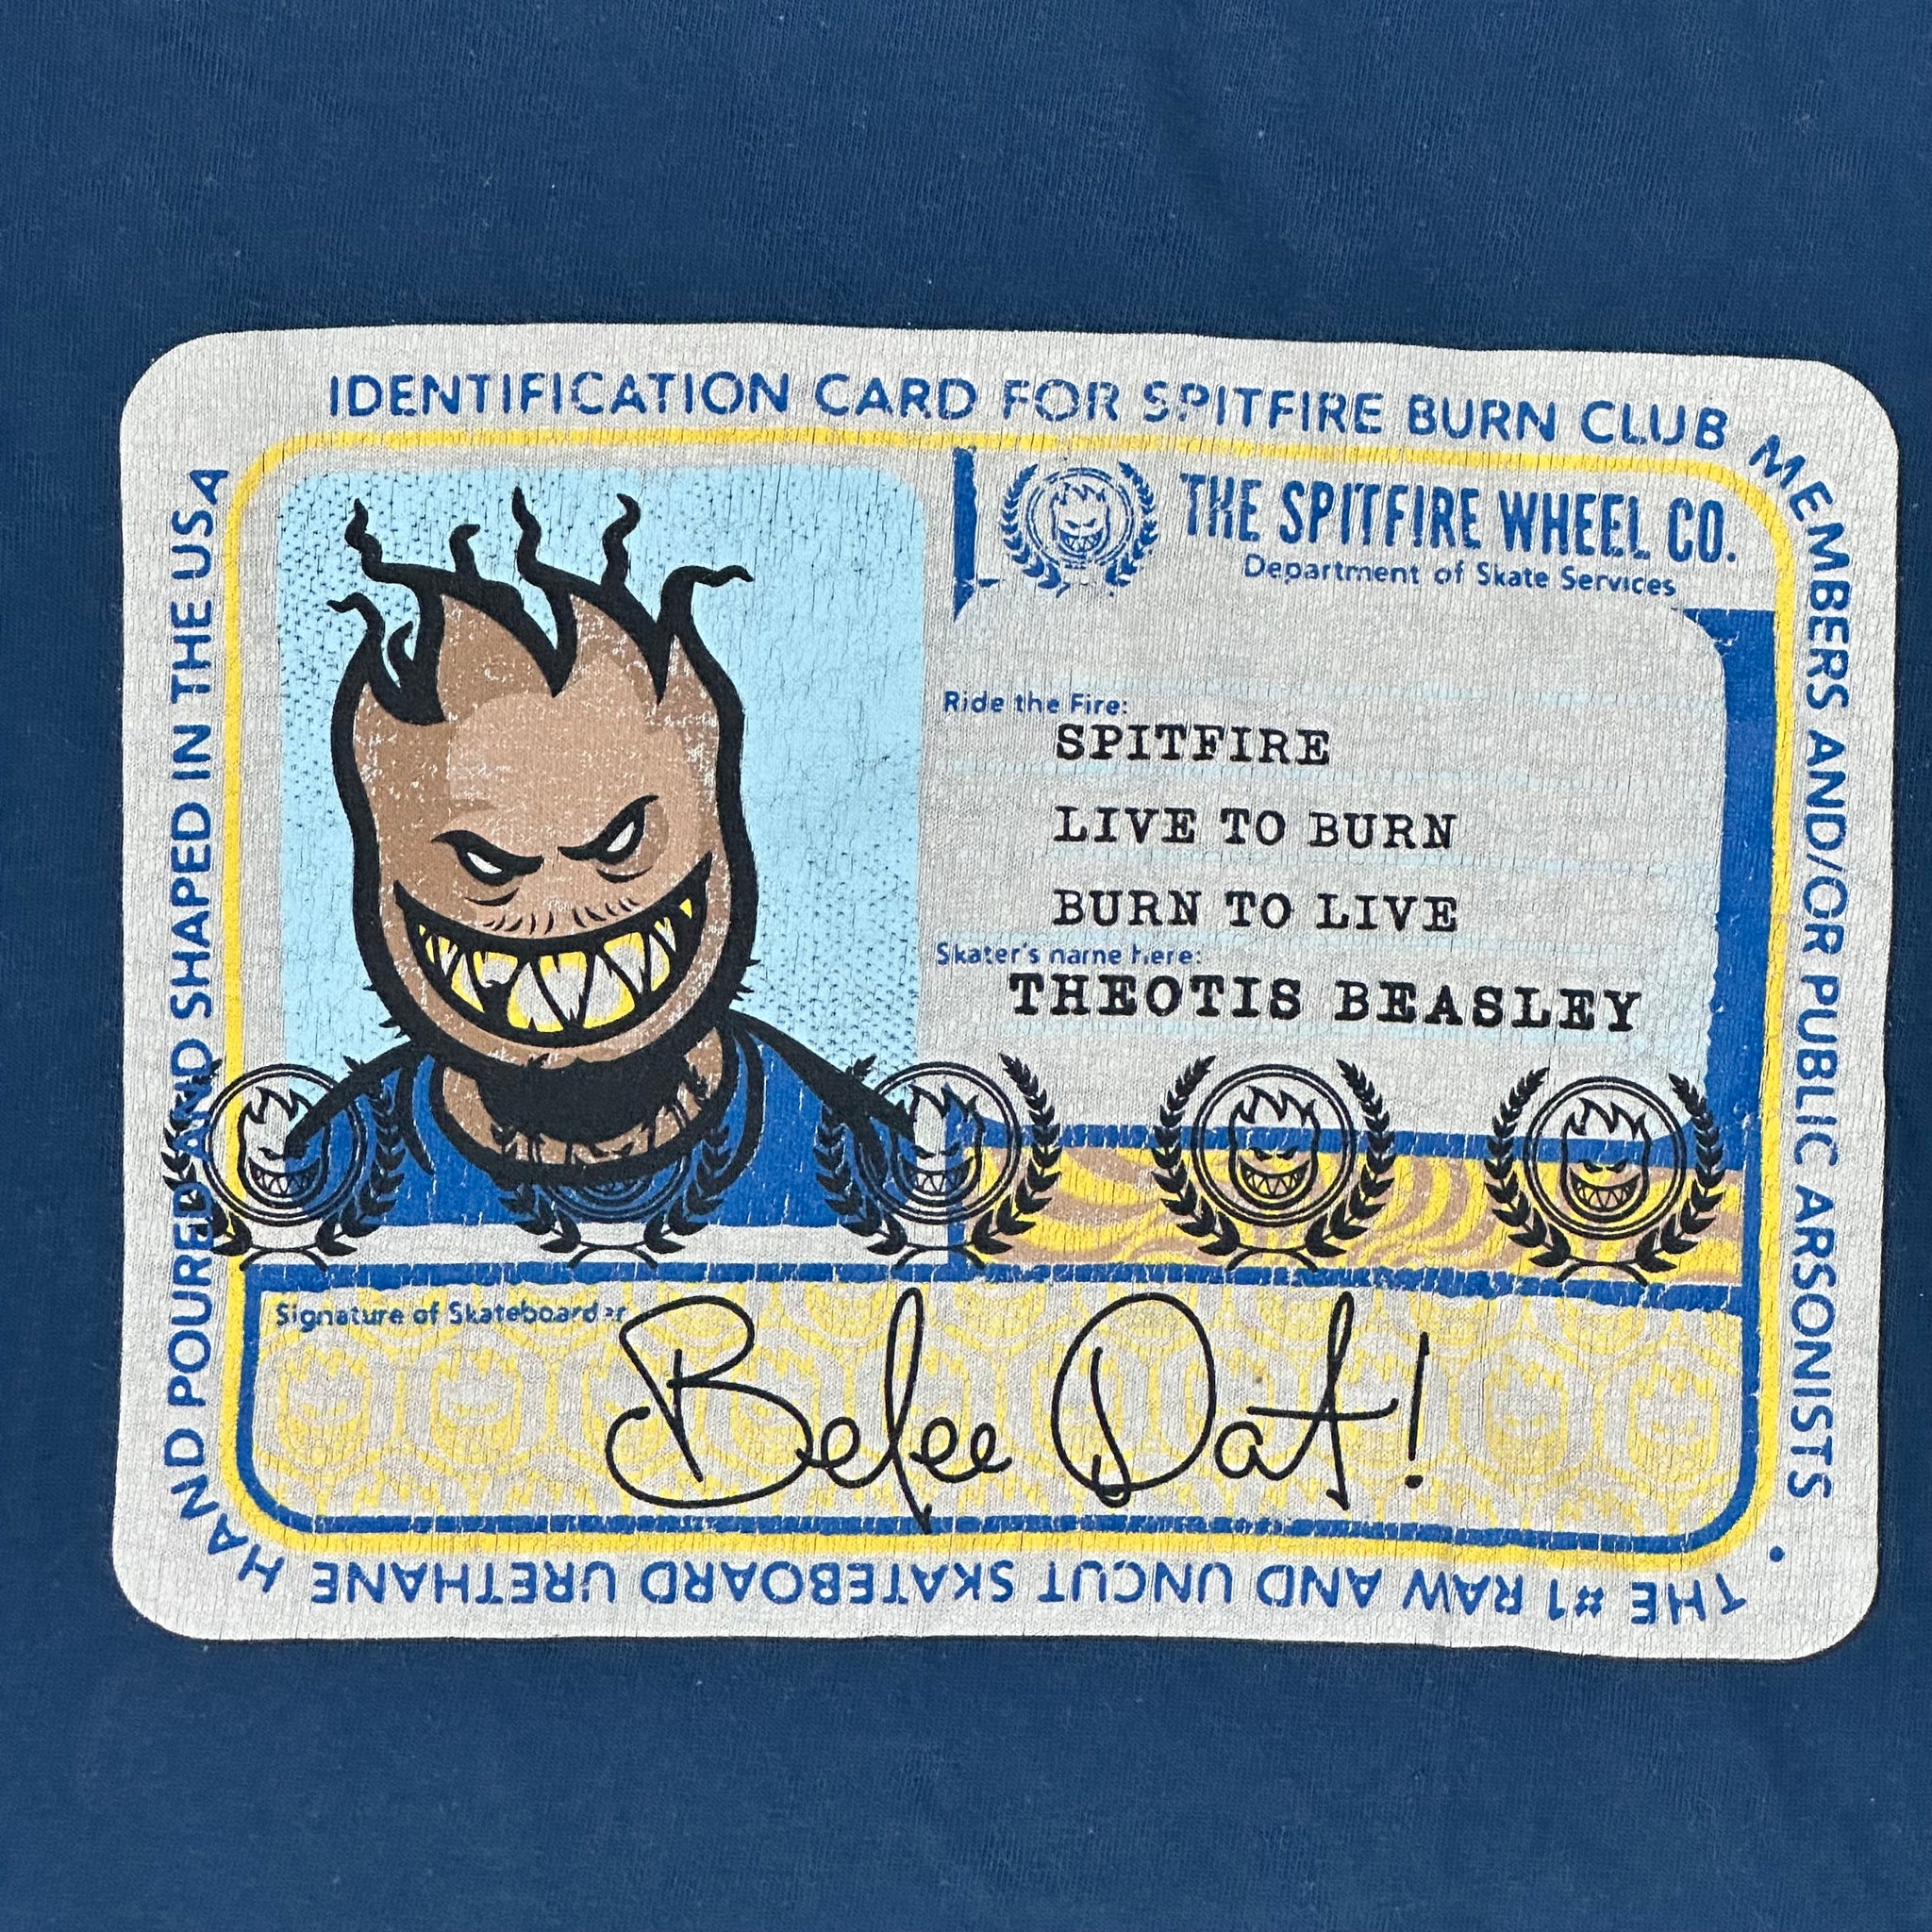 IDENTIFICATION CARD FOR SPITFIRE BURN CLUB
MEMBERS AND/OR PUBLIC ARSONISTS •
THE #1 RAW AND UNCUT SKATEBOARD URETHANE
HAND POURED AND SHAPED IN THE USA
THE SPITFIRE WHEEL CO.
Department of Skate Services
Ride the Fire:
SPITFIRE
LIVE TO BURN
BURN TO LIVE
Skater's name here:
THEOTIS BEASLEY
Signature of Skateboarder
Belee Dat!